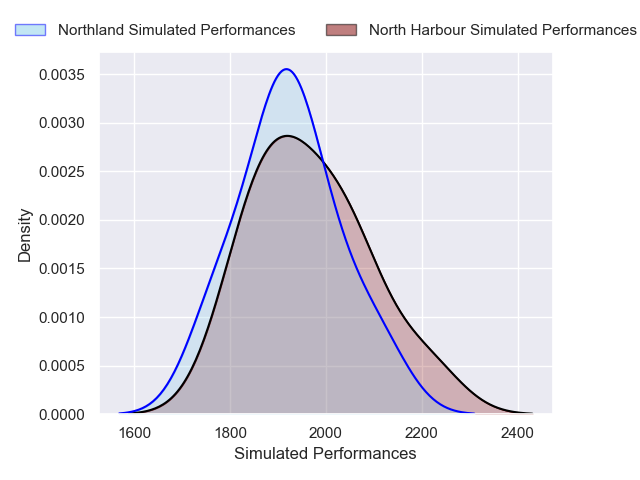 Northland Simulated Performances North Harbour Simulated Performances
0.0035
0.0030
0.0025
0.0020
0.0015
0.0010
0.0005
0.0000
Density
1600 1800 2000 2200 2400
Simulated Performances